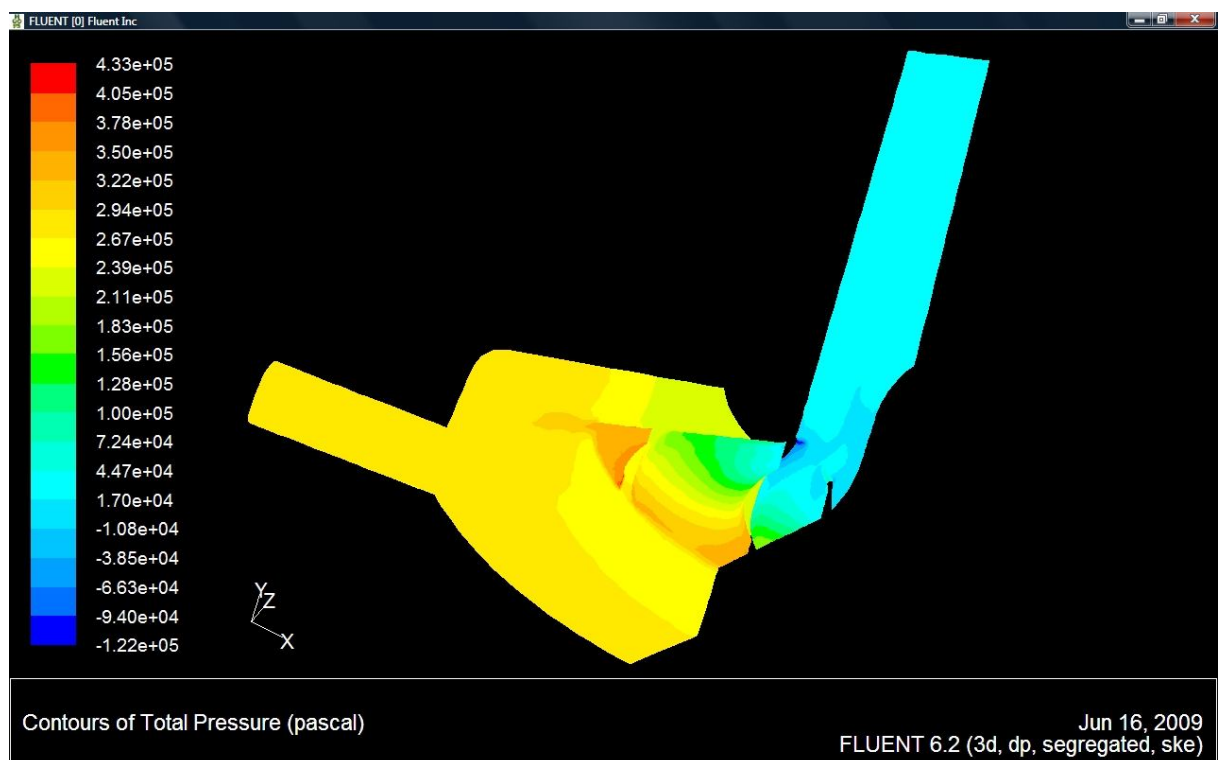 FLUENT [0] Fluent Inc
4.33e+05
4.05e+05
3.78e+05
3.50e+05
3.22e+05
2.94e+05
2.67e+05
2.39e+05
2.11e+05
1.83e+05
1.56e+05
1.28e+05
1.00e+05
7.24e+04
4.47e+04
1.70e+04
-1.08e+04
-3.85e+04
-6.63e+04
-9.40e+04
-1.22e+05
Y
Z
X
Contours of Total Pressure (pascal)
Jun 16, 2009
FLUENT 6.2 (3d, dp, segregated, ske)